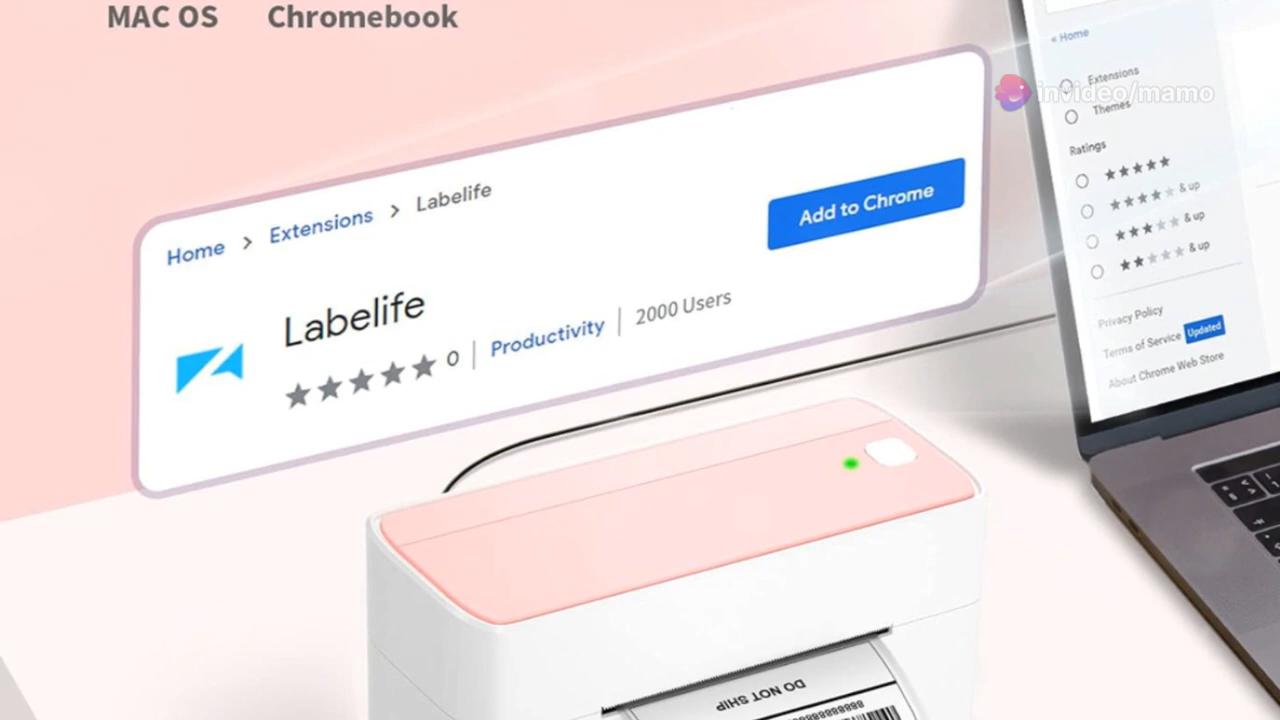 MAC OS Chromebook
invideo/mamo
Home > Extensions > Labelife
Add to Chrome
Labelife
0 | Productivity | 2000 Users
« Home
Extensions
Themes
Ratings
& up
& up
& up
Privacy Policy
Terms of Service Updated
About Chrome Web Store
DO NOT SHIP